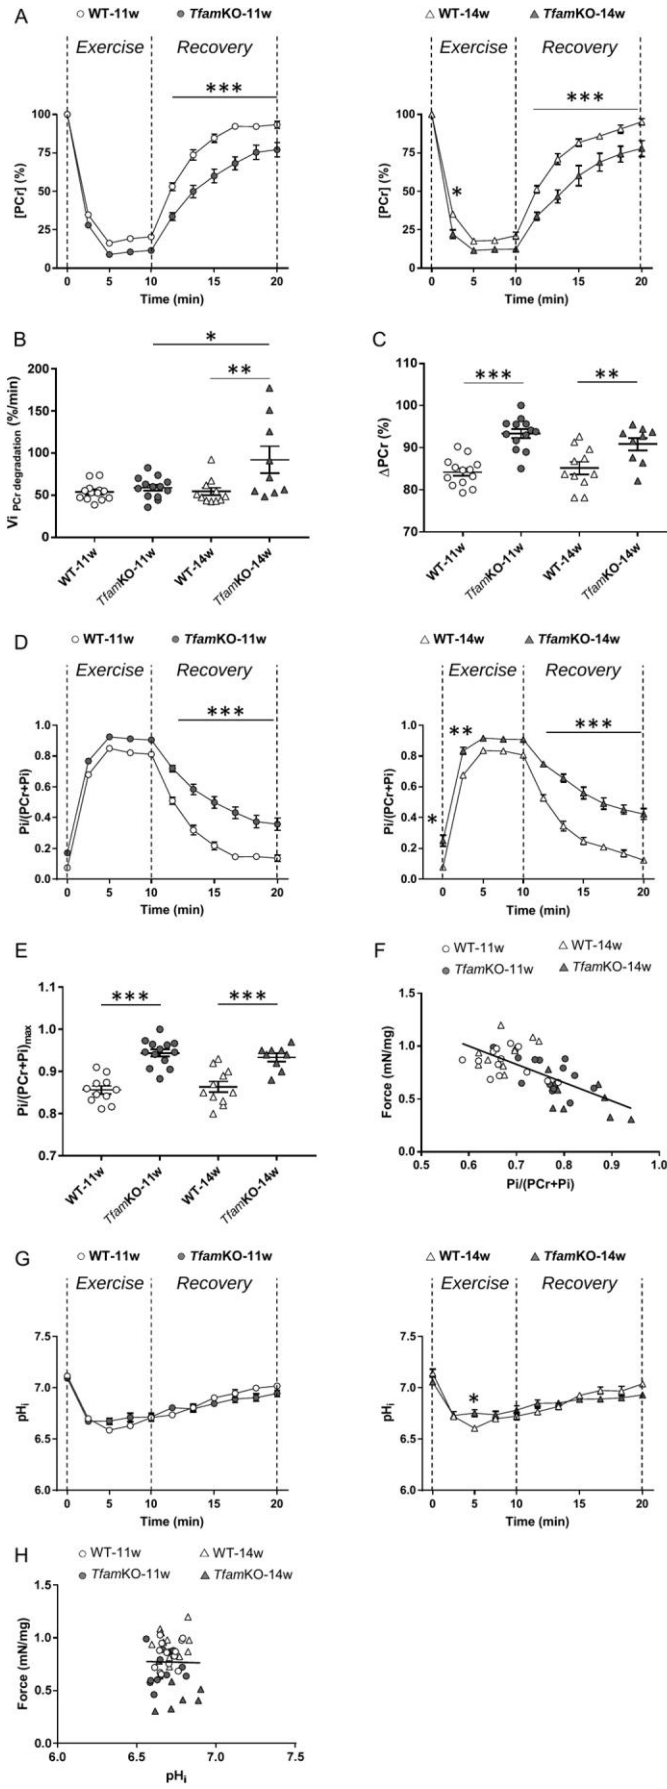 A
WT-11w TfamKO-11w
Exercise Recovery
***
[PCr] (%)
100
75
50
25
0
0 5 10 15 20
Time (min)
WT-14w TfamKO-14w
Exercise Recovery
***
*
[PCr] (%)
100
75
50
25
0
0 5 10 15 20
Time (min)
B
*
**
Vi PCr degradation (%/min)
200
150
100
50
0
WT-11w
TfamKO-11w
WT-14w
TfamKO-14w
C
*** **
ΔPCr (%)
110
100
90
80
70
WT-11w
TfamKO-11w
WT-14w
TfamKO-14w
D
WT-11w TfamKO-11w
Exercise Recovery
***
Pi/(PCr+Pi)
1.0
0.8
0.6
0.4
0.2
0.0
0 5 10 15 20
Time (min)
WT-14w TfamKO-14w
Exercise Recovery
** ***
*
Pi/(PCr+Pi)
1.0
0.8
0.6
0.4
0.2
0.0
0 5 10 15 20
Time (min)
E
*** ***
Pi/(PCr+Pi)max
1.1
1.0
0.9
0.8
0.7
WT-11w
TfamKO-11w
WT-14w
TfamKO-14w
F
WT-11w WT-14w
TfamKO-11w TfamKO-14w
Force (mN/mg)
1.5
1.0
0.5
0.0
0.5 0.6 0.7 0.8 0.9 1.0
Pi/(PCr+Pi)
G
WT-11w TfamKO-11w
Exercise Recovery
pHi
7.5
7.0
6.5
6.0
0 5 10 15 20
Time (min)
WT-14w TfamKO-14w
Exercise Recovery
*
pHi
7.5
7.0
6.5
6.0
0 5 10 15 20
Time (min)
H
WT-11w WT-14w
TfamKO-11w TfamKO-14w
Force (mN/mg)
1.5
1.0
0.5
0.0
6.0 6.5 7.0 7.5
pHi